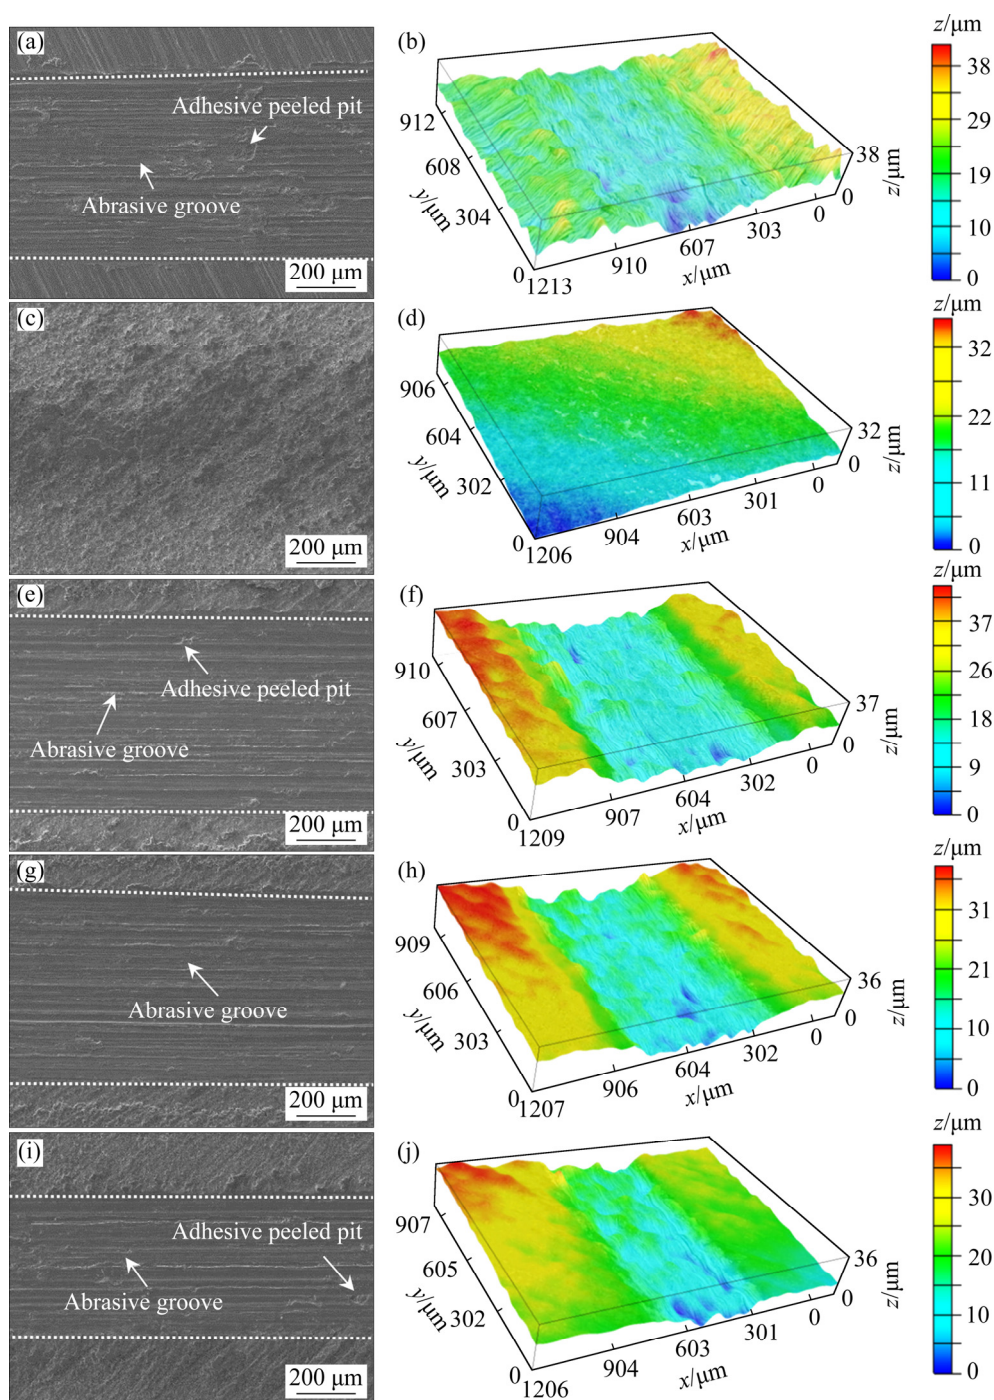 (a)
Adhesive peeled pit
Abrasive groove
200 μm
(b)
912
608
304
0
y/μm
1213
910
607
303
0
x/μm
38
0
z/μm
z/μm
38
29
19
10
0
(c)
200 μm
(d)
906
604
302
0
y/μm
1206
904
603
301
0
x/μm
32
0
z/μm
z/μm
32
22
11
0
(e)
Adhesive peeled pit
Abrasive groove
200 μm
(f)
910
607
303
0
y/μm
1209
907
604
302
0
x/μm
37
0
z/μm
z/μm
37
26
18
9
0
(g)
Abrasive groove
200 μm
(h)
909
606
303
0
y/μm
1207
906
604
302
0
x/μm
36
0
z/μm
z/μm
31
21
10
0
(i)
Adhesive peeled pit
Abrasive groove
200 μm
(j)
907
605
302
0
y/μm
1206
904
603
301
0
x/μm
36
0
z/μm
z/μm
30
20
10
0